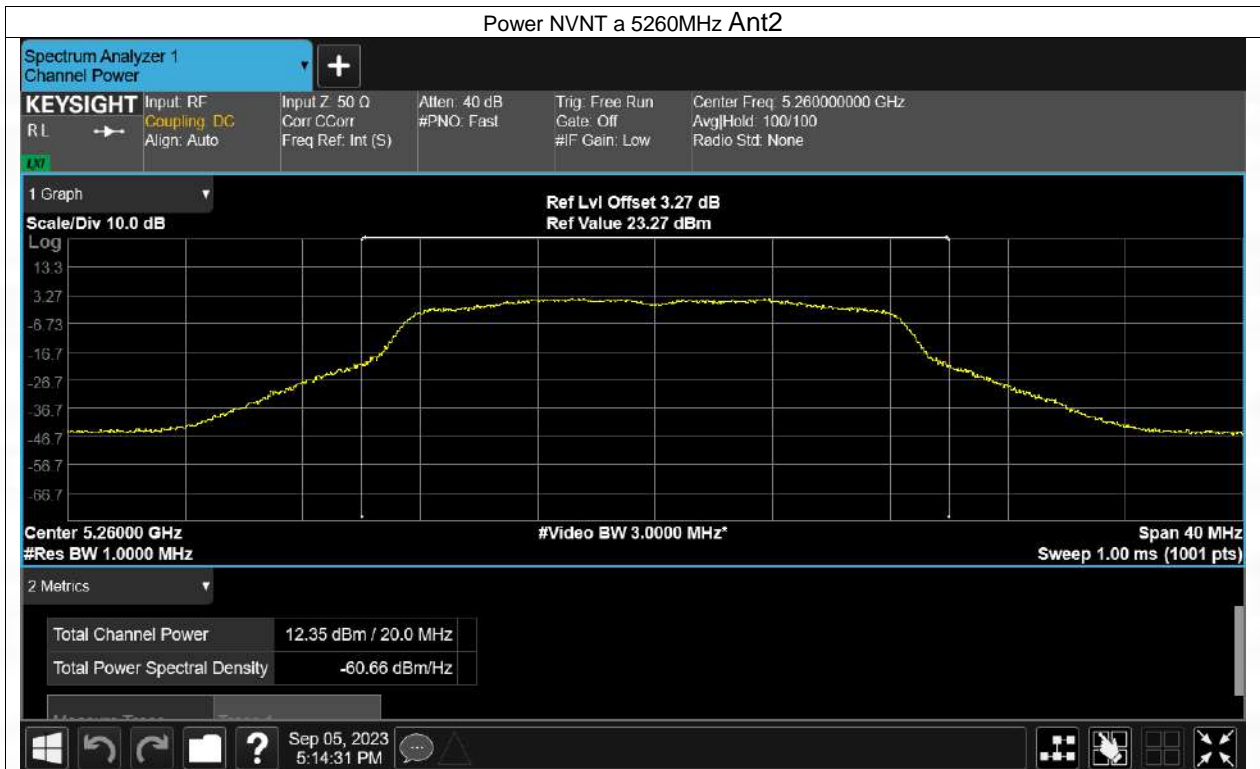 Power NVNT a 5260MHz Ant2
Spectrum Analyzer 1
Channel Power
KEYSIGHT
R L
LXI
Input: RF
Coupling: DC
Align: Auto
Input Z: 50 Ω
Corr CCorr
Freq Ref: Int (S)
Atten: 40 dB
#PNO: Fast
Trig: Free Run
Gate: Off
#IF Gain: Low
Center Freq: 5.260000000 GHz
Avg|Hold: 100/100
Radio Std: None
1 Graph
Ref Lvl Offset 3.27 dB
Scale/Div 10.0 dB
Ref Value 23.27 dBm
Log
13.3
3.27
-6.73
-16.7
-26.7
-36.7
-46.7
-56.7
-66.7
Center 5.26000 GHz
#Video BW 3.0000 MHz*
Span 40 MHz
#Res BW 1.0000 MHz
Sweep 1.00 ms (1001 pts)
2 Metrics
Total Channel Power 12.35 dBm / 20.0 MHz
Total Power Spectral Density -60.66 dBm/Hz
?
Sep 05, 2023
5:14:31 PM